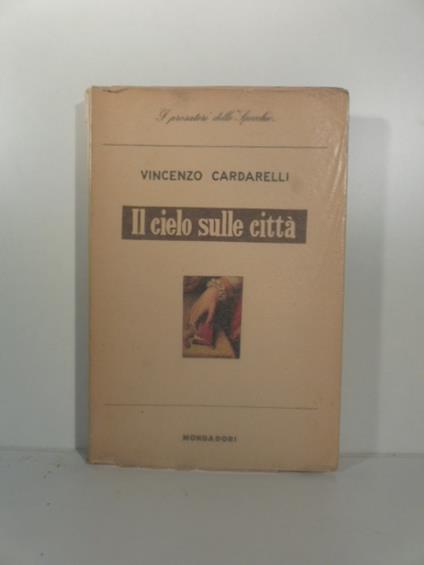 I prosatori dello "Specchio"
VINCENZO CARDARELLI
Il cielo sulle città
MONDADORI